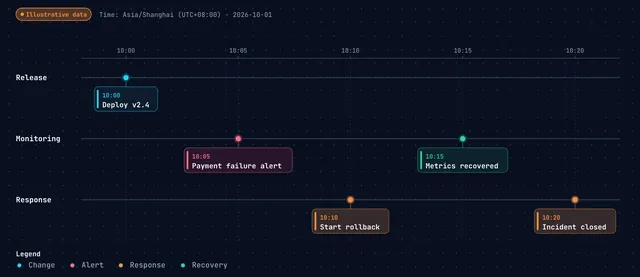 Illustrative data
Time: Asia/Shanghai (UTC+08:00) · 2026-10-01
10:00 10:05 10:10 10:15 10:20
Release
10:00
Deploy v2.4
Monitoring
10:05
Payment failure alert
10:15
Metrics recovered
Response
10:10
Start rollback
10:20
Incident closed
Legend
Change Alert Response Recovery